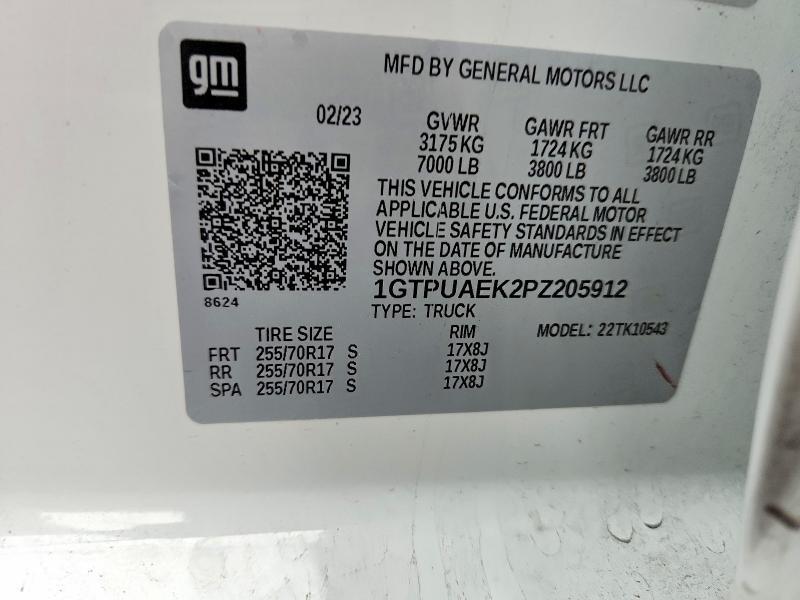 gm
MFD BY GENERAL MOTORS LLC
02/23 GVWR GAWR FRT GAWR RR
3175 KG 1724 KG 1724 KG
7000 LB 3800 LB 3800 LB
THIS VEHICLE CONFORMS TO ALL
APPLICABLE U.S. FEDERAL MOTOR
VEHICLE SAFETY STANDARDS IN EFFECT
ON THE DATE OF MANUFACTURE
SHOWN ABOVE.
8624
1GTPUAEK2PZ205912
TYPE: TRUCK
TIRE SIZE RIM MODEL: 22TK10543
FRT 255/70R17 S 17X8J
RR 255/70R17 S 17X8J
SPA 255/70R17 S 17X8J